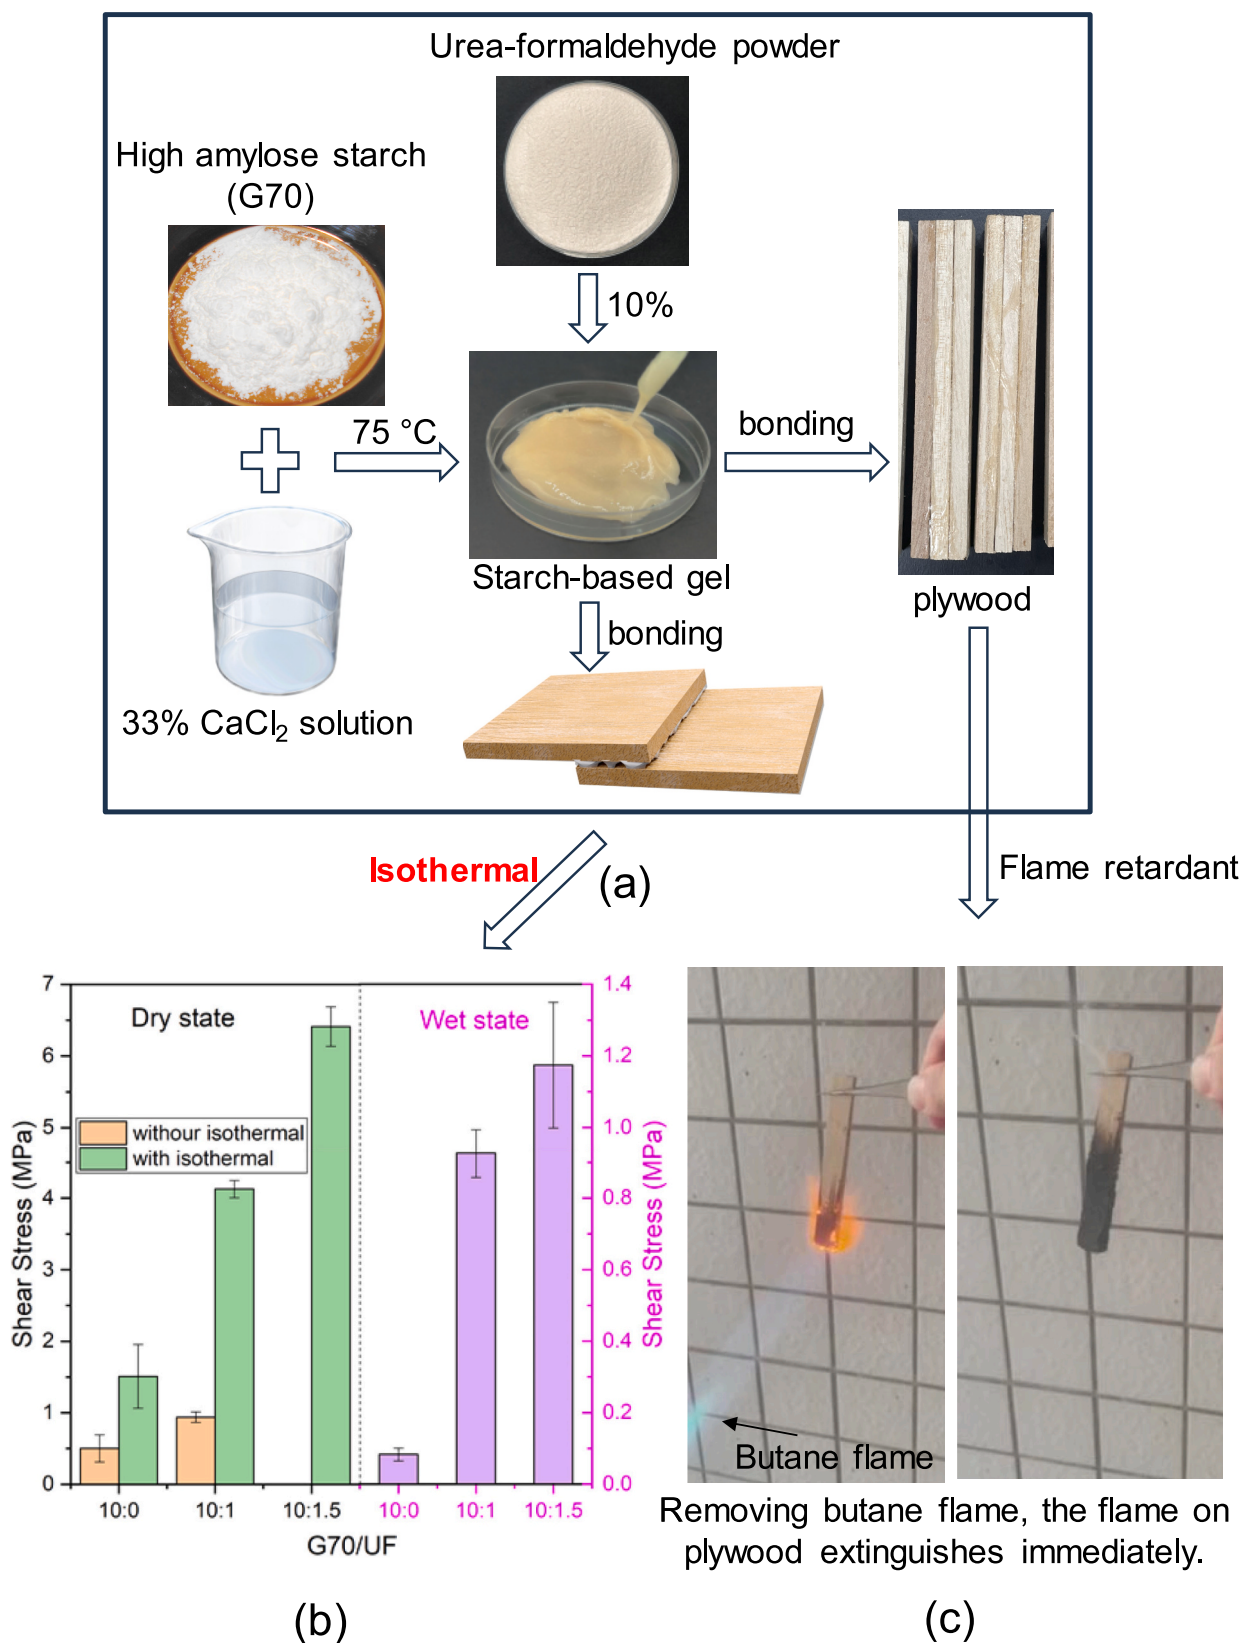 Urea-formaldehyde powder
High amylose starch
(G70)
10%
75 °C
bonding
Starch-based gel
plywood
bonding
33% CaCl₂ solution
Isothermal
(a)
Flame retardant
7
6
5
4
3
2
1
0
Shear Stress (MPa)
Dry state
Wet state
withour isothermal
with isothermal
1.4
1.2
1.0
0.8
0.6
0.4
0.2
0.0
Shear Stress (MPa)
10:0 10:1 10:1.5 10:0 10:1 10:1.5
G70/UF
Butane flame
Removing butane flame, the flame on
plywood extinguishes immediately.
(b)
(c)